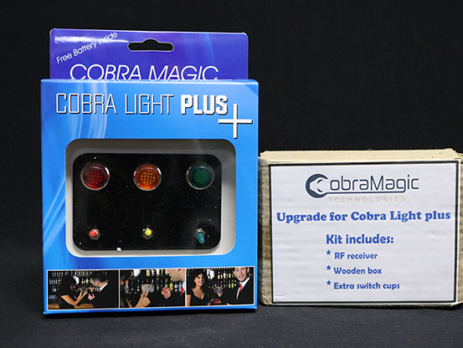 Free Battery Inside
COBRA MAGIC
COBRA LIGHT PLUS +
CobraMagic
TECHNOLOGIES
Upgrade for Cobra Light plus
Kit includes:
* RF receiver
* Wooden box
* Extra switch cups